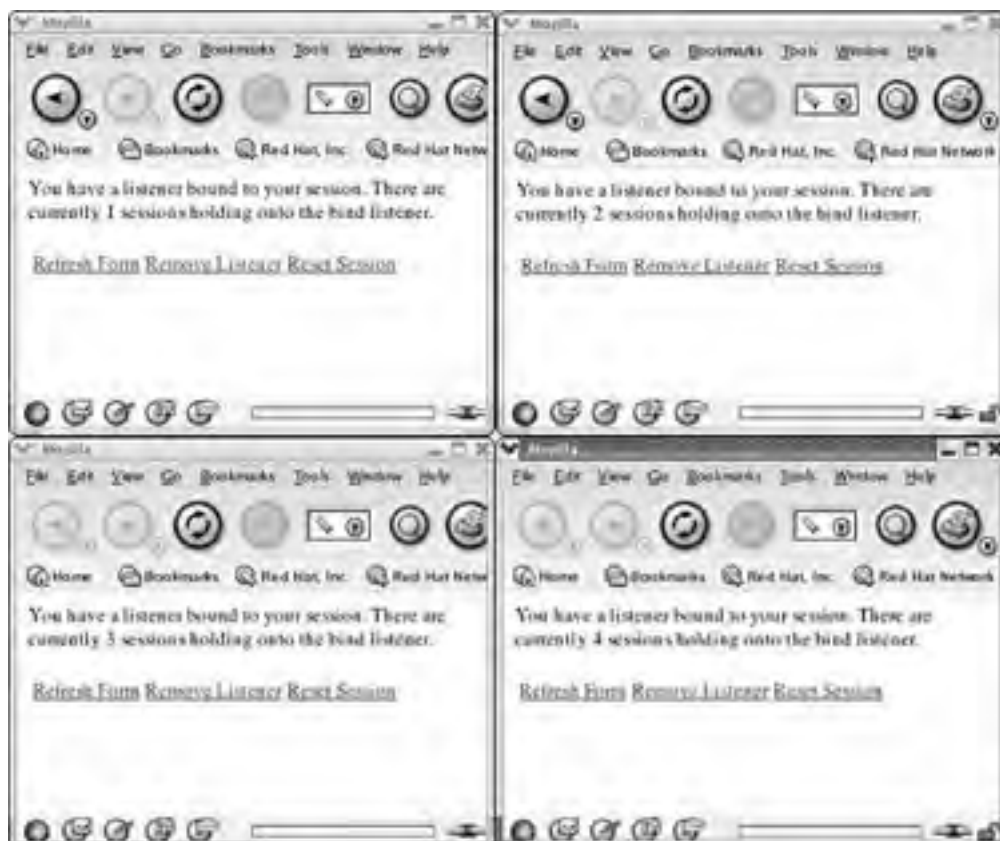 Mozilla
File Edit View Go Bookmarks Tools Window Help
Home Bookmarks Red Hat, Inc. Red Hat Netw
You have a listener bound to your session. There are
currently 1 sessions holding onto the bind listener.
Refresh Form Remove Listener Reset Session
Mozilla
File Edit View Go Bookmarks Tools Window Help
Home Bookmarks Red Hat, Inc. Red Hat Network
You have a listener bound to your session. There are
currently 2 sessions holding onto the bind listener.
Refresh Form Remove Listener Reset Session
Mozilla
File Edit View Go Bookmarks Tools Window Help
Home Bookmarks Red Hat, Inc. Red Hat Netw
You have a listener bound to your session. There are
currently 3 sessions holding onto the bind listener.
Refresh Form Remove Listener Reset Session
Mozilla
File Edit View Go Bookmarks Tools Window Help
Home Bookmarks Red Hat, Inc. Red Hat Network
You have a listener bound to your session. There are
currently 4 sessions holding onto the bind listener.
Refresh Form Remove Listener Reset Session